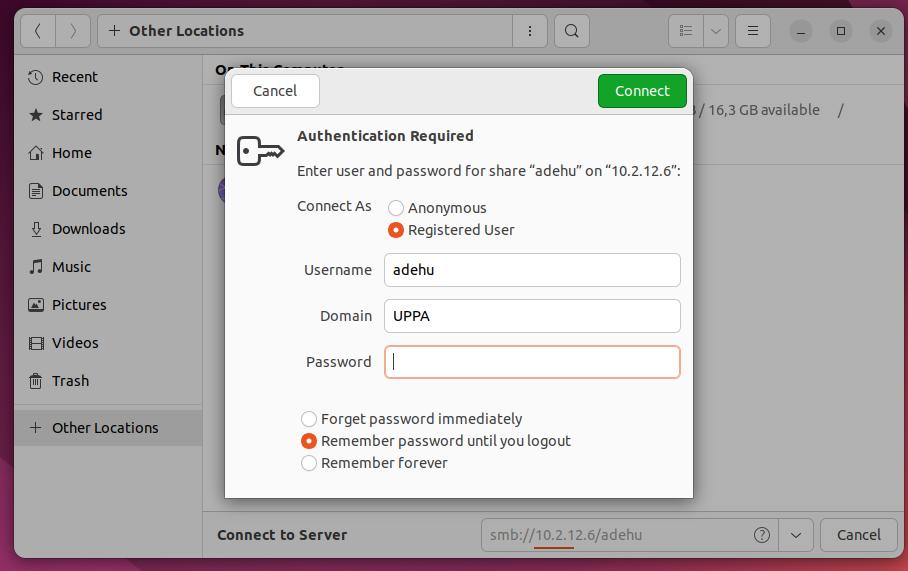 + Other Locations
Recent
Starred
Home
Documents
Downloads
Music
Pictures
Videos
Trash
+ Other Locations
On This Computer
/ 16,3 GB available /
Cancel
Connect
Authentication Required
Enter user and password for share “adehu” on “10.2.12.6”:
Connect As
Anonymous
Registered User
Username adehu
Domain UPPA
Password
Forget password immediately
Remember password until you logout
Remember forever
Connect to Server smb://10.2.12.6/adehu ? Cancel